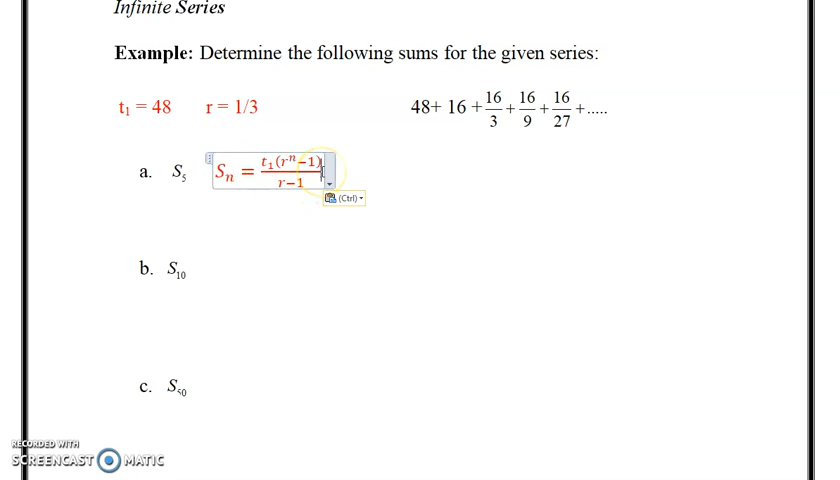 Infinite Series
Example: Determine the following sums for the given series:
t₁ = 48 r = 1/3 48+ 16 + 16/3 + 16/9 + 16/27 + .....
a. S₅ Sₙ = t₁(rⁿ−1)/r−1
(Ctrl)
b. S₁₀
c. S₅₀
RECORDED WITH
SCREENCAST MATIC